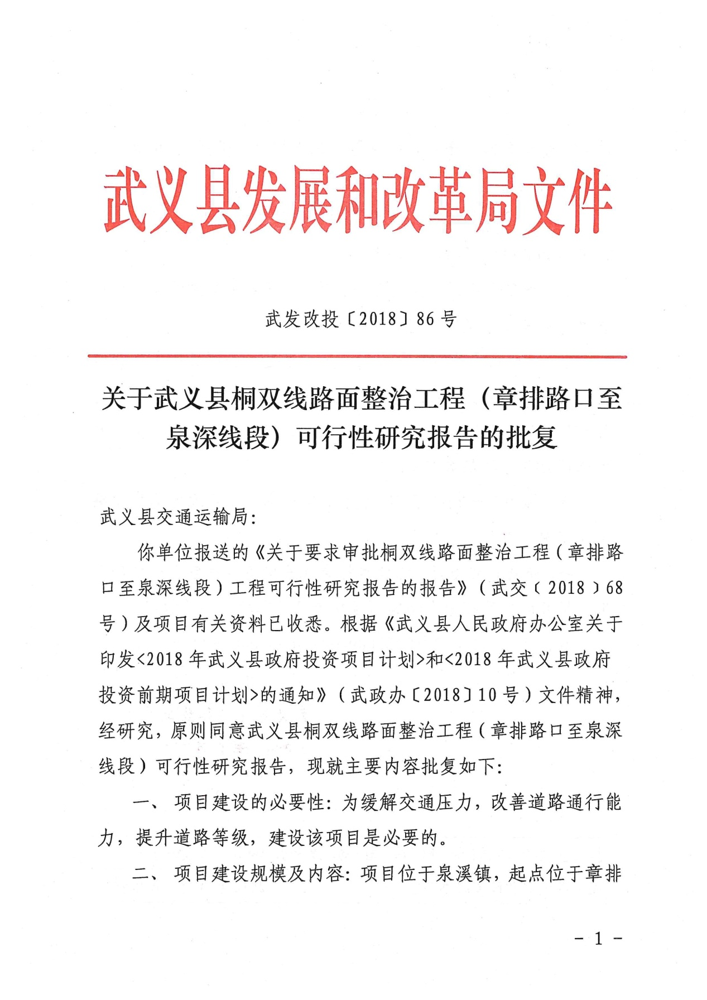 武义县发展和改革局文件
武发改投〔2018〕86号
关于武义县桐双线路面整治工程（章排路口至
泉深线段）可行性研究报告的批复
武义县交通运输局：
你单位报送的《关于要求审批桐双线路面整治工程（章排路
口至泉深线段）工程可行性研究报告的报告》（武交〔2018〕68
号）及项目有关资料已收悉。根据《武义县人民政府办公室关于
印发<2018年武义县政府投资项目计划>和<2018年武义县政府
投资前期项目计划>的通知》（武政办〔2018〕10号）文件精神，
经研究，原则同意武义县桐双线路面整治工程（章排路口至泉深
线段）可行性研究报告，现就主要内容批复如下：
一、 项目建设的必要性：为缓解交通压力，改善道路通行能
力，提升道路等级，建设该项目是必要的。
二、 项目建设规模及内容：项目位于泉溪镇，起点位于章排
- 1 -